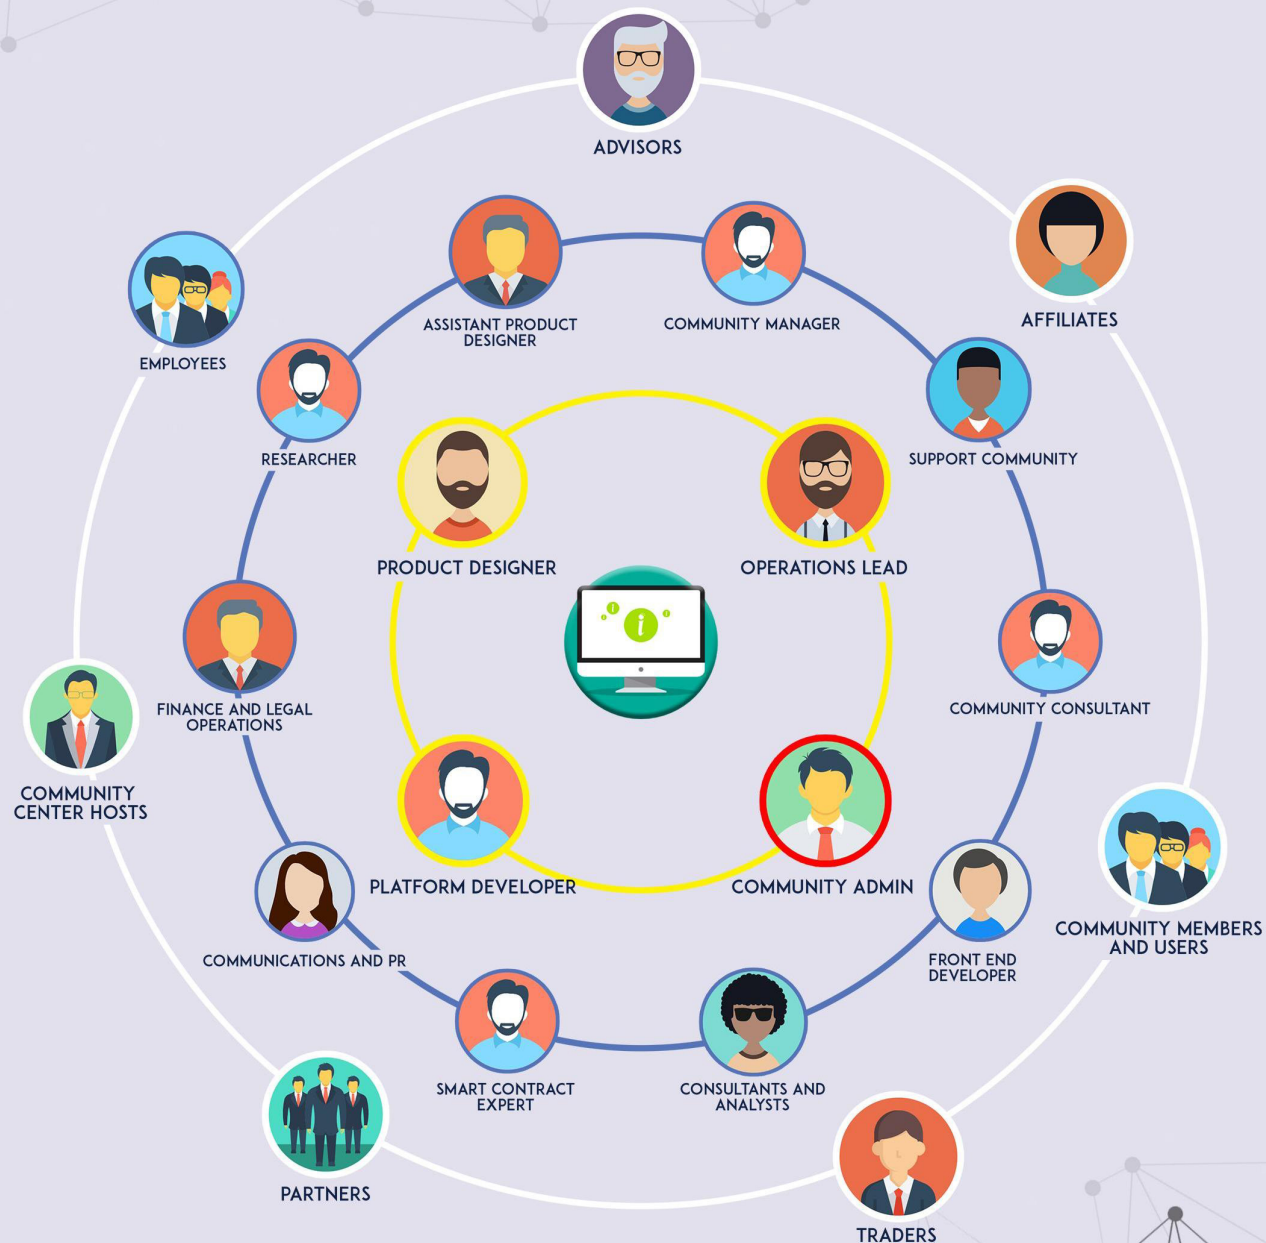 ADVISORS
AFFILIATES
ASSISTANT PRODUCT
DESIGNER
COMMUNITY MANAGER
EMPLOYEES
RESEARCHER
SUPPORT COMMUNITY
PRODUCT DESIGNER
OPERATIONS LEAD
i
i
i
i
FINANCE AND LEGAL
OPERATIONS
COMMUNITY CONSULTANT
COMMUNITY
CENTER HOSTS
PLATFORM DEVELOPER
COMMUNITY ADMIN
COMMUNITY MEMBERS
AND USERS
COMMUNICATIONS AND PR
FRONT END
DEVELOPER
SMART CONTRACT
EXPERT
CONSULTANTS AND
ANALYSTS
PARTNERS
TRADERS